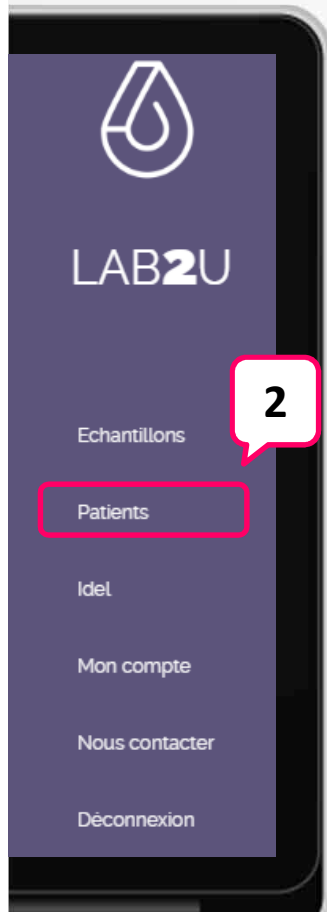 LAB2U
2
Echantillons
Patients
Idel
Mon compte
Nous contacter
Déconnexion